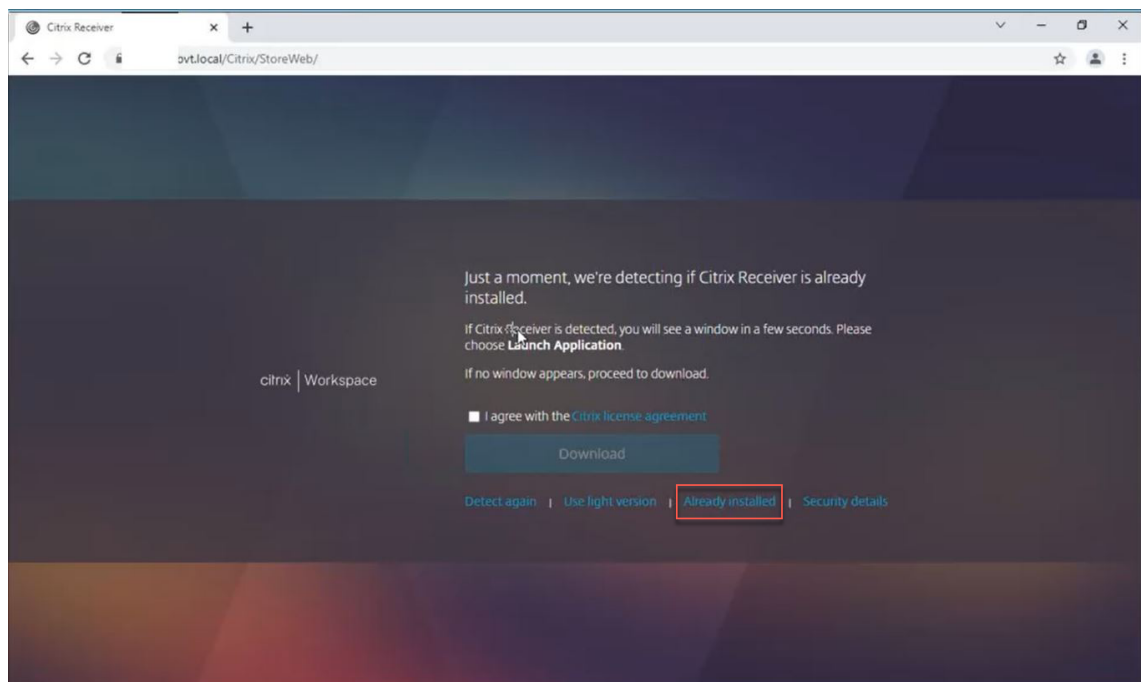 Citrix Receiver
ovt.local/Citrix/StoreWeb/
Just a moment, we're detecting if Citrix Receiver is already
installed.
If Citrix Receiver is detected, you will see a window in a few seconds. Please
choose Launch Application.
If no window appears, proceed to download.
citrix | Workspace
I agree with the Citrix license agreement
Download
Detect again | Use light version | Already installed | Security details